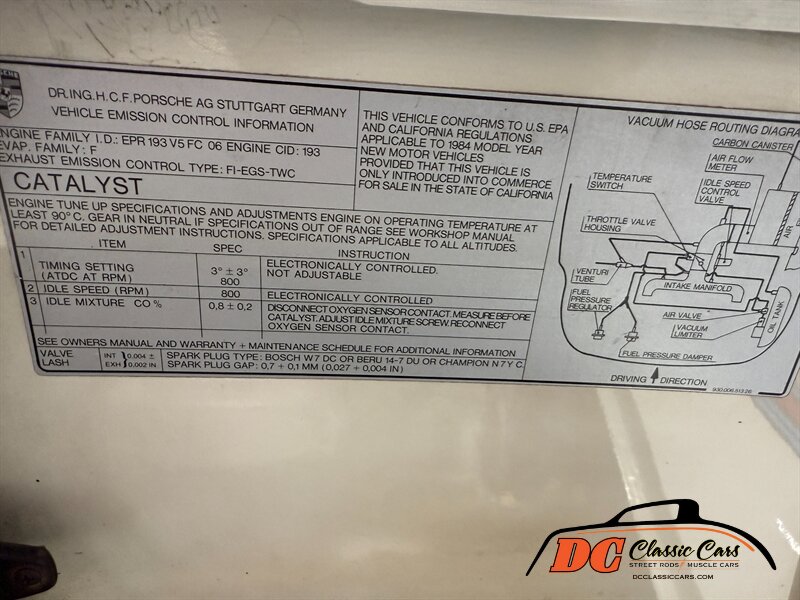 DR.ING.H.C.F.PORSCHE AG STUTTGART GERMANY
VEHICLE EMISSION CONTROL INFORMATION
ENGINE FAMILY I.D.: EPR 193 V5 FC 06 ENGINE CID: 193
EVAP. FAMILY: F
EXHAUST EMISSION CONTROL TYPE: FI-EGS-TWC
CATALYST
THIS VEHICLE CONFORMS TO U.S. EPA
AND CALIFORNIA REGULATIONS
APPLICABLE TO 1984 MODEL YEAR
NEW MOTOR VEHICLES
PROVIDED THAT THIS VEHICLE IS
ONLY INTRODUCED INTO COMMERCE
FOR SALE IN THE STATE OF CALIFORNIA
ENGINE TUNE UP SPECIFICATIONS AND ADJUSTMENTS ENGINE ON OPERATING TEMPERATURE AT
LEAST 90°C. GEAR IN NEUTRAL IF SPECIFICATIONS OUT OF RANGE SEE WORKSHOP MANUAL
FOR DETAILED ADJUSTMENT INSTRUCTIONS. SPECIFICATIONS APPLICABLE TO ALL ALTITUDES.
ITEM SPEC INSTRUCTION
1 TIMING SETTING 3° ± 3° ELECTRONICALLY CONTROLLED.
(ATDC AT RPM) 800 NOT ADJUSTABLE
2 IDLE SPEED (RPM) 800 ELECTRONICALLY CONTROLLED
3 IDLE MIXTURE CO % 0,8 ± 0,2 DISCONNECT OXYGEN SENSOR CONTACT. MEASURE BEFORE
CATALYST. ADJUST IDLE MIXTURE SCREW. RECONNECT
OXYGEN SENSOR CONTACT.
SEE OWNERS MANUAL AND WARRANTY + MAINTENANCE SCHEDULE FOR ADDITIONAL INFORMATION
VALVE LASH
INT 0.004 ±
EXH 0.002 IN
SPARK PLUG TYPE: BOSCH W 7 DC OR BERU 14-7 DU OR CHAMPION N 7 Y C
SPARK PLUG GAP: 0,7 + 0,1 MM (0,027 + 0,004 IN)
VACUUM HOSE ROUTING DIAGRA
CARBON CANISTER
AIR FLOW
METER
TEMPERATURE
SWITCH
IDLE SPEED
CONTROL
VALVE
THROTTLE VALVE
HOUSING
AIR
VENTURI
TUBE
INTAKE MANIFOLD
FUEL
PRESSURE
REGULATOR
AIR VALVE
OIL TANK
VACUUM
LIMITER
FUEL PRESSURE DAMPER
DRIVING DIRECTION
930.006.513.26
DC Classic Cars
STREET RODS MUSCLE CARS
DCCLASSICCARS.COM